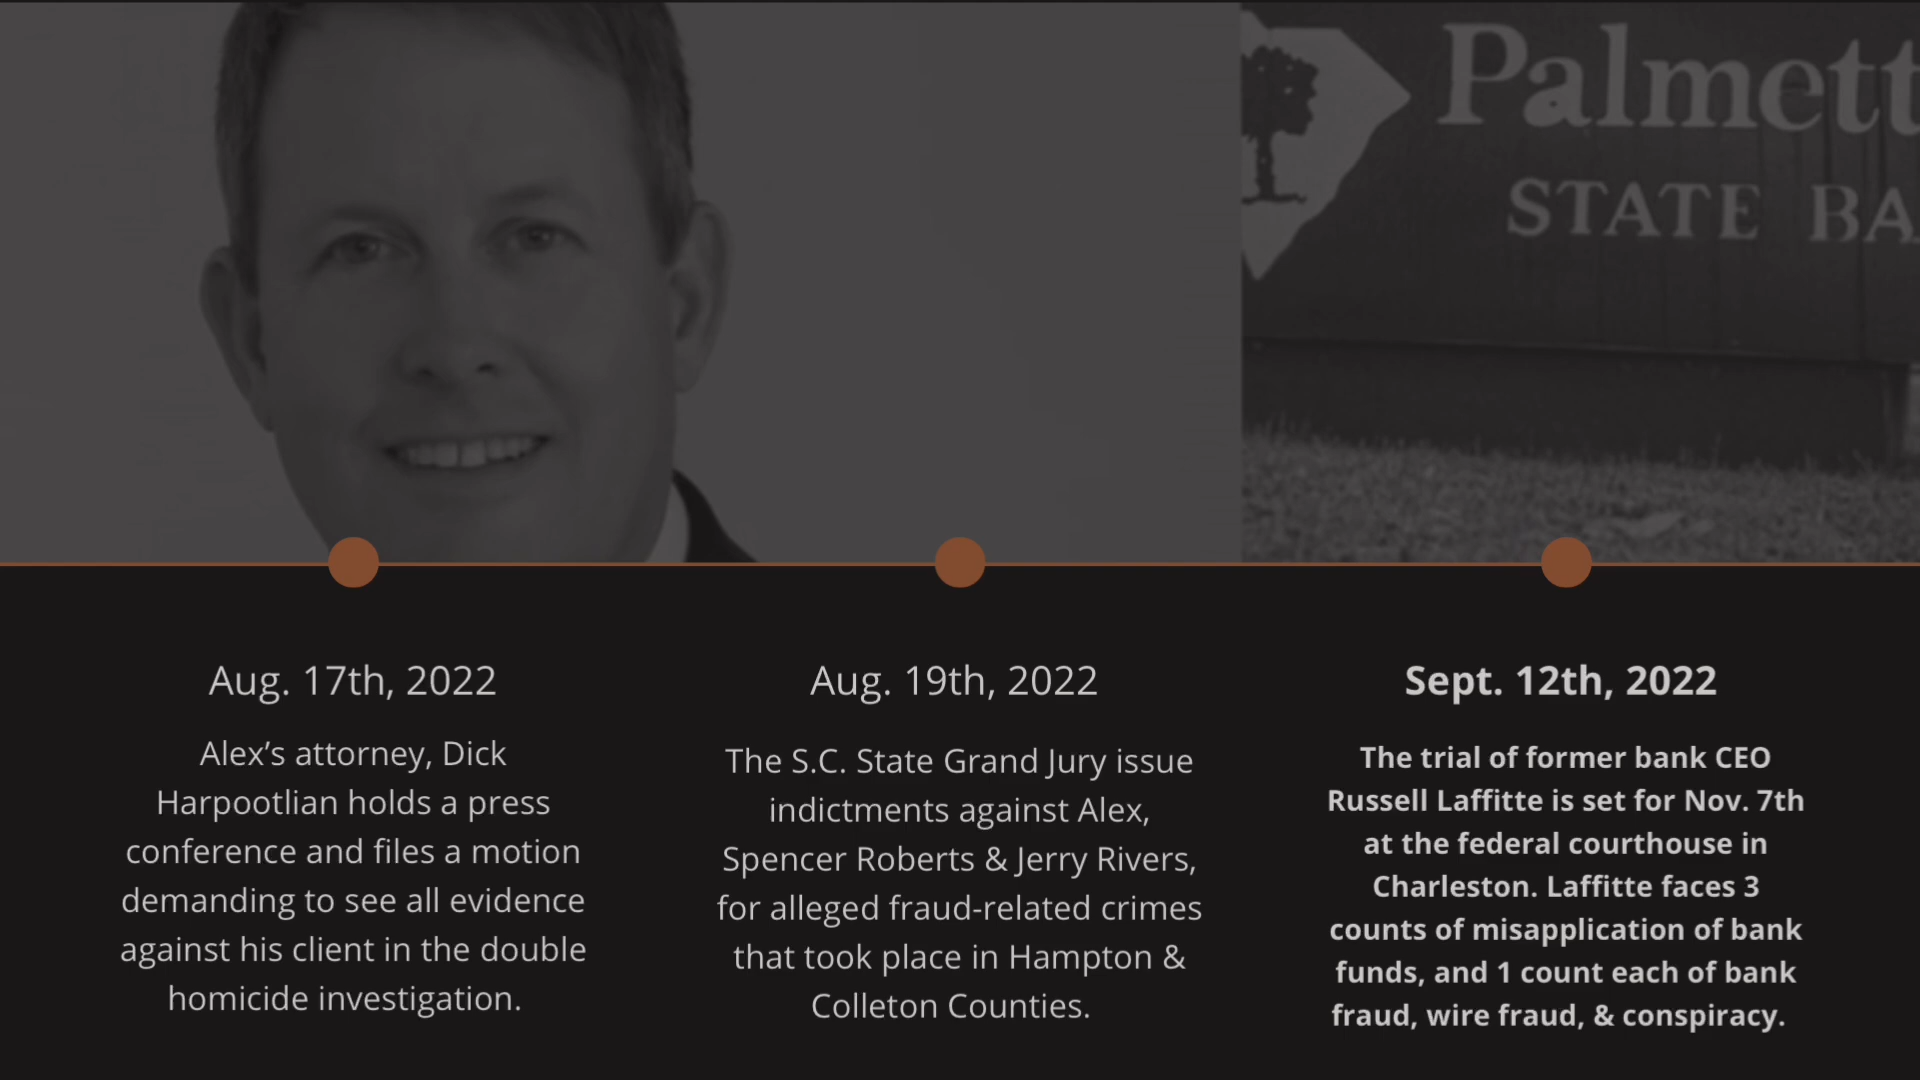 Palmett
STATE BA
Aug. 17th, 2022
Alex’s attorney, Dick
Harpootlian holds a press
conference and files a motion
demanding to see all evidence
against his client in the double
homicide investigation.
Aug. 19th, 2022
The S.C. State Grand Jury issue
indictments against Alex,
Spencer Roberts & Jerry Rivers,
for alleged fraud-related crimes
that took place in Hampton &
Colleton Counties.
Sept. 12th, 2022
The trial of former bank CEO
Russell Laffitte is set for Nov. 7th
at the federal courthouse in
Charleston. Laffitte faces 3
counts of misapplication of bank
funds, and 1 count each of bank
fraud, wire fraud, & conspiracy.